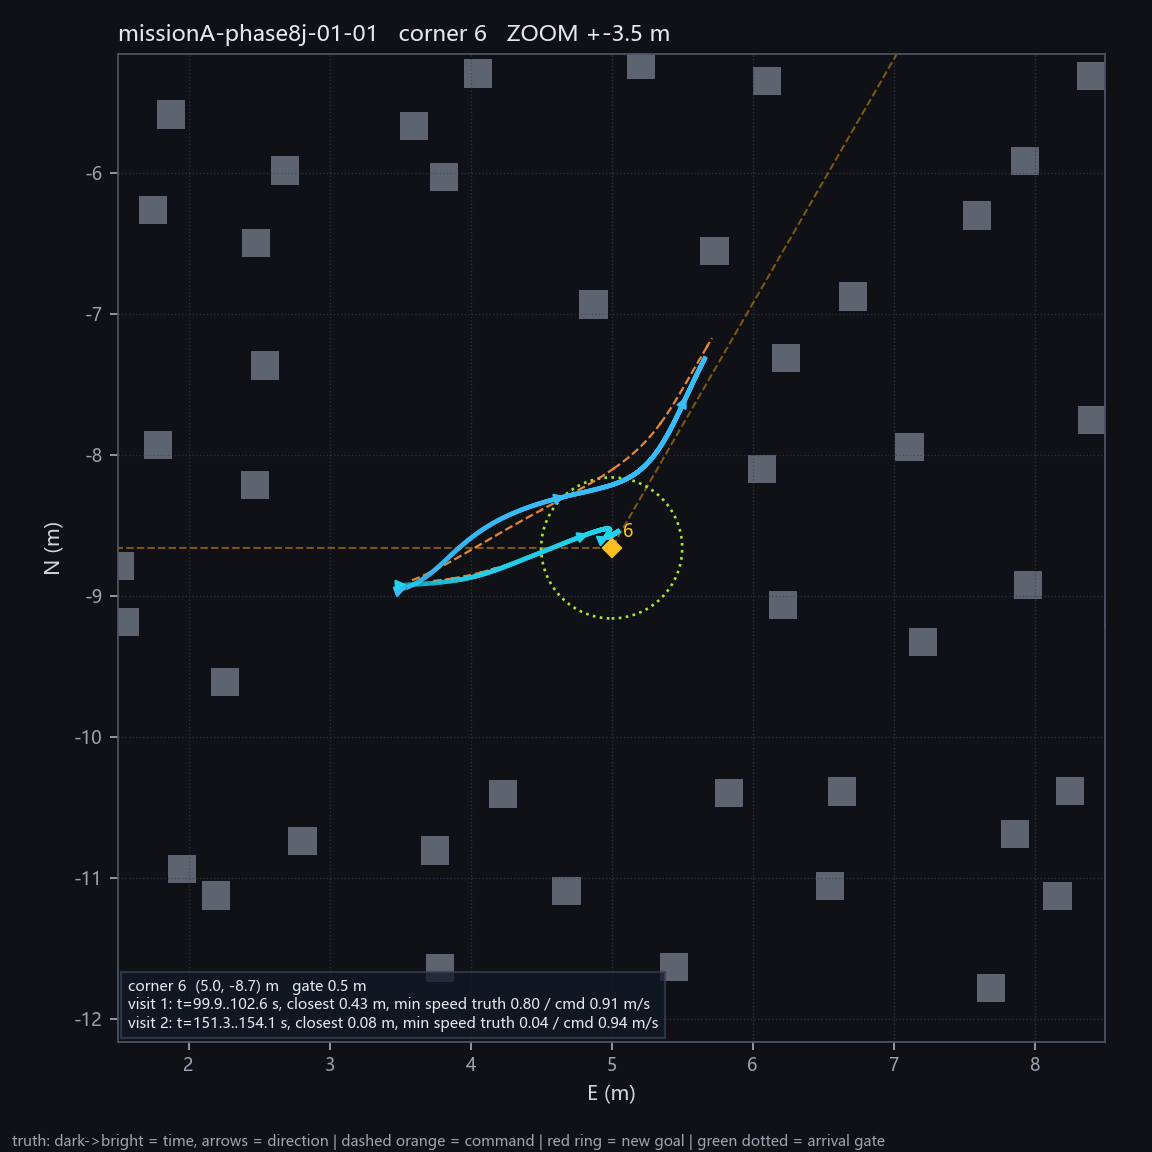 missionA-phase8j-01-01   corner 6   ZOOM +-3.5 m
-6
-7
-8
-9
-10
-11
-12
N (m)
6
corner 6  (5.0, -8.7) m   gate 0.5 m
visit 1: t=99.9..102.6 s, closest 0.43 m, min speed truth 0.80 / cmd 0.91 m/s
visit 2: t=151.3..154.1 s, closest 0.08 m, min speed truth 0.04 / cmd 0.94 m/s
2 3 4 5 6 7 8
E (m)
truth: dark->bright = time, arrows = direction | dashed orange = command | red ring = new goal | green dotted = arrival gate